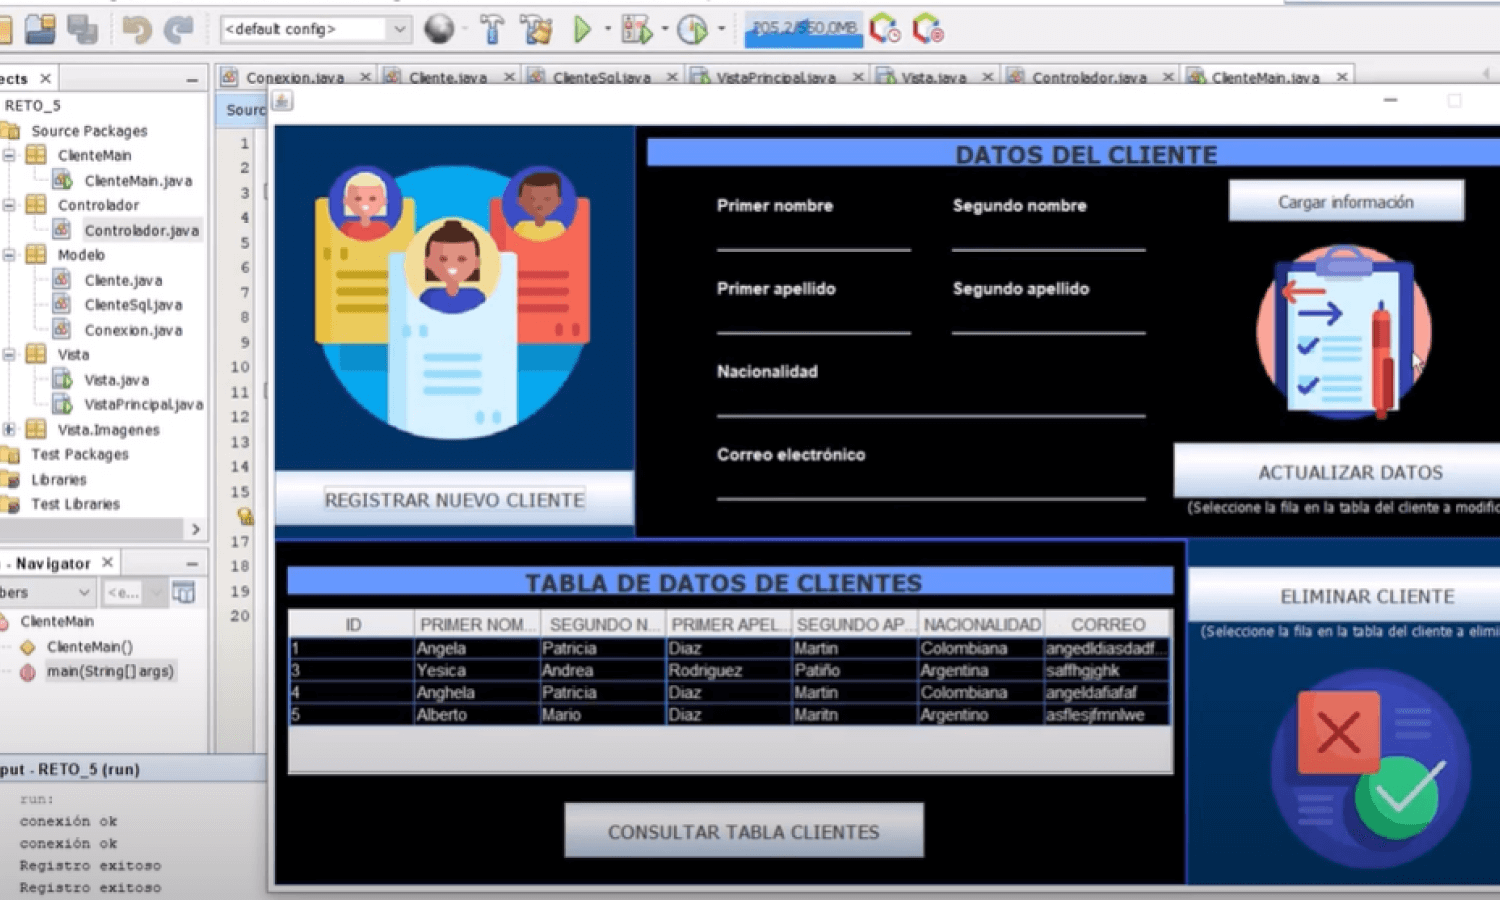 <default config>
205.2/560.0MB
ects
Conexion.java
Cliente.java
ClienteSql.java
VistaPrincipal.java
Vista.java
Controlador.java
ClienteMain.java
RETO_5
Source Packages
ClienteMain
ClienteMain.java
Controlador
Controlador.java
Modelo
Cliente.java
ClienteSql.java
Conexion.java
Vista
Vista.java
VistaPrincipal.java
Vista.Imagenes
Test Packages
Libraries
Test Libraries
- Navigator
bers
<e...
ClienteMain
ClienteMain()
main(String[] args)
put - RETO_5 (run)
run:
conexión ok
conexión ok
Registro exitoso
Registro exitoso
Sourc
1
2
3
4
5
6
7
8
9
10
11
12
13
14
15
17
18
19
20
REGISTRAR NUEVO CLIENTE
DATOS DEL CLIENTE
Primer nombre
Segundo nombre
Cargar información
Primer apellido
Segundo apellido
Nacionalidad
Correo electrónico
ACTUALIZAR DATOS
(Seleccione la fila en la tabla del cliente a modific
TABLA DE DATOS DE CLIENTES
ID PRIMER NOM... SEGUNDO N... PRIMER APEL... SEGUNDO AP... NACIONALIDAD CORREO
1 Angela Patricia Diaz Martin Colombiana angedldiasdadf...
3 Yesica Andrea Rodriguez Patiño Argentina saffhgjghk
4 Anghela Patricia Diaz Martin Colombiana angeldafiafaf
5 Alberto Mario Diaz Maritn Argentino asflesjfmnlwe
CONSULTAR TABLA CLIENTES
ELIMINAR CLIENTE
(Seleccione la fila en la tabla del cliente a elimi